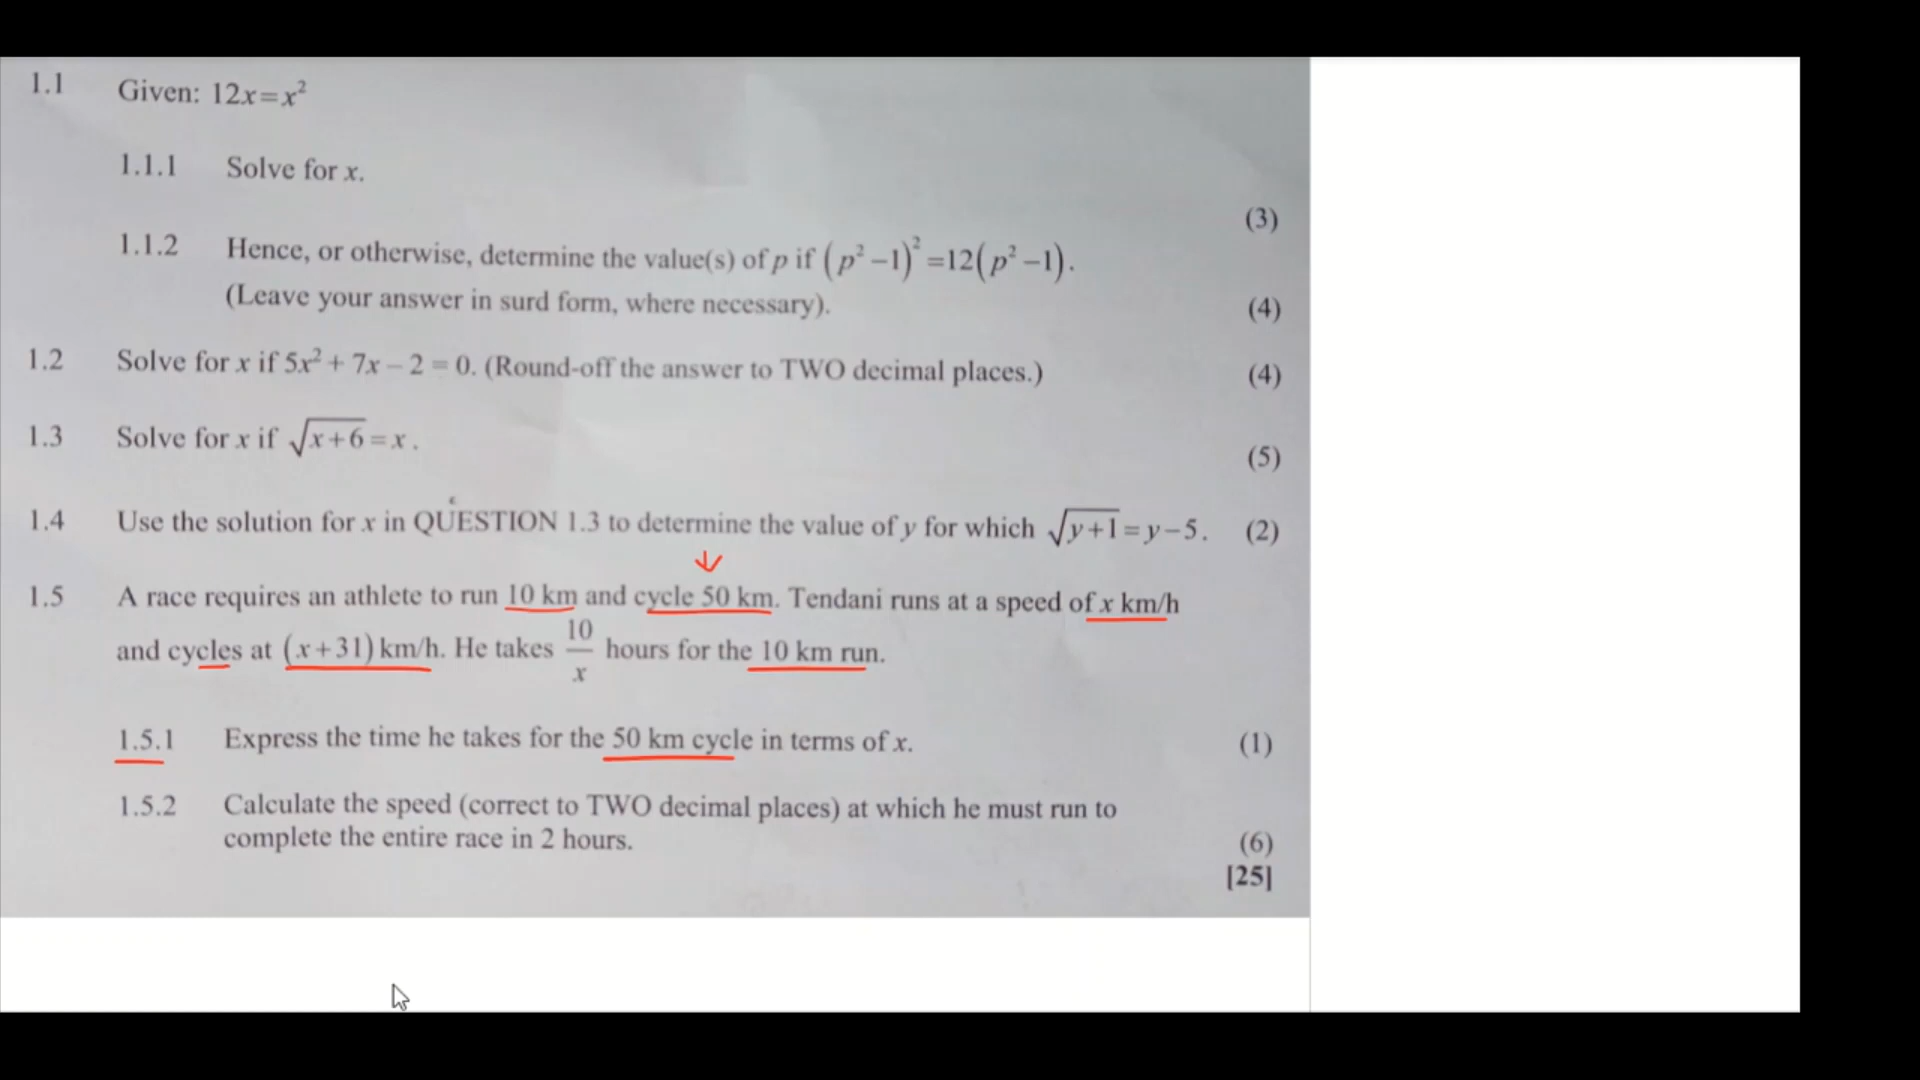 1.1 Given: 12x=x²
1.1.1 Solve for x.
(3)
1.1.2 Hence, or otherwise, determine the value(s) of p if (p²−1)²=12(p²−1).
(Leave your answer in surd form, where necessary).
(4)
1.2 Solve for x if 5x² + 7x − 2 = 0. (Round-off the answer to TWO decimal places.) (4)
1.3 Solve for x if √(x+6) = x.
(5)
1.4 Use the solution for x in QUESTION 1.3 to determine the value of y for which √(y+1) = y−5. (2)
1.5 A race requires an athlete to run 10 km and cycle 50 km. Tendani runs at a speed of x km/h
and cycles at (x+31) km/h. He takes 10/x hours for the 10 km run.
1.5.1 Express the time he takes for the 50 km cycle in terms of x. (1)
1.5.2 Calculate the speed (correct to TWO decimal places) at which he must run to
complete the entire race in 2 hours.
(6)
[25]